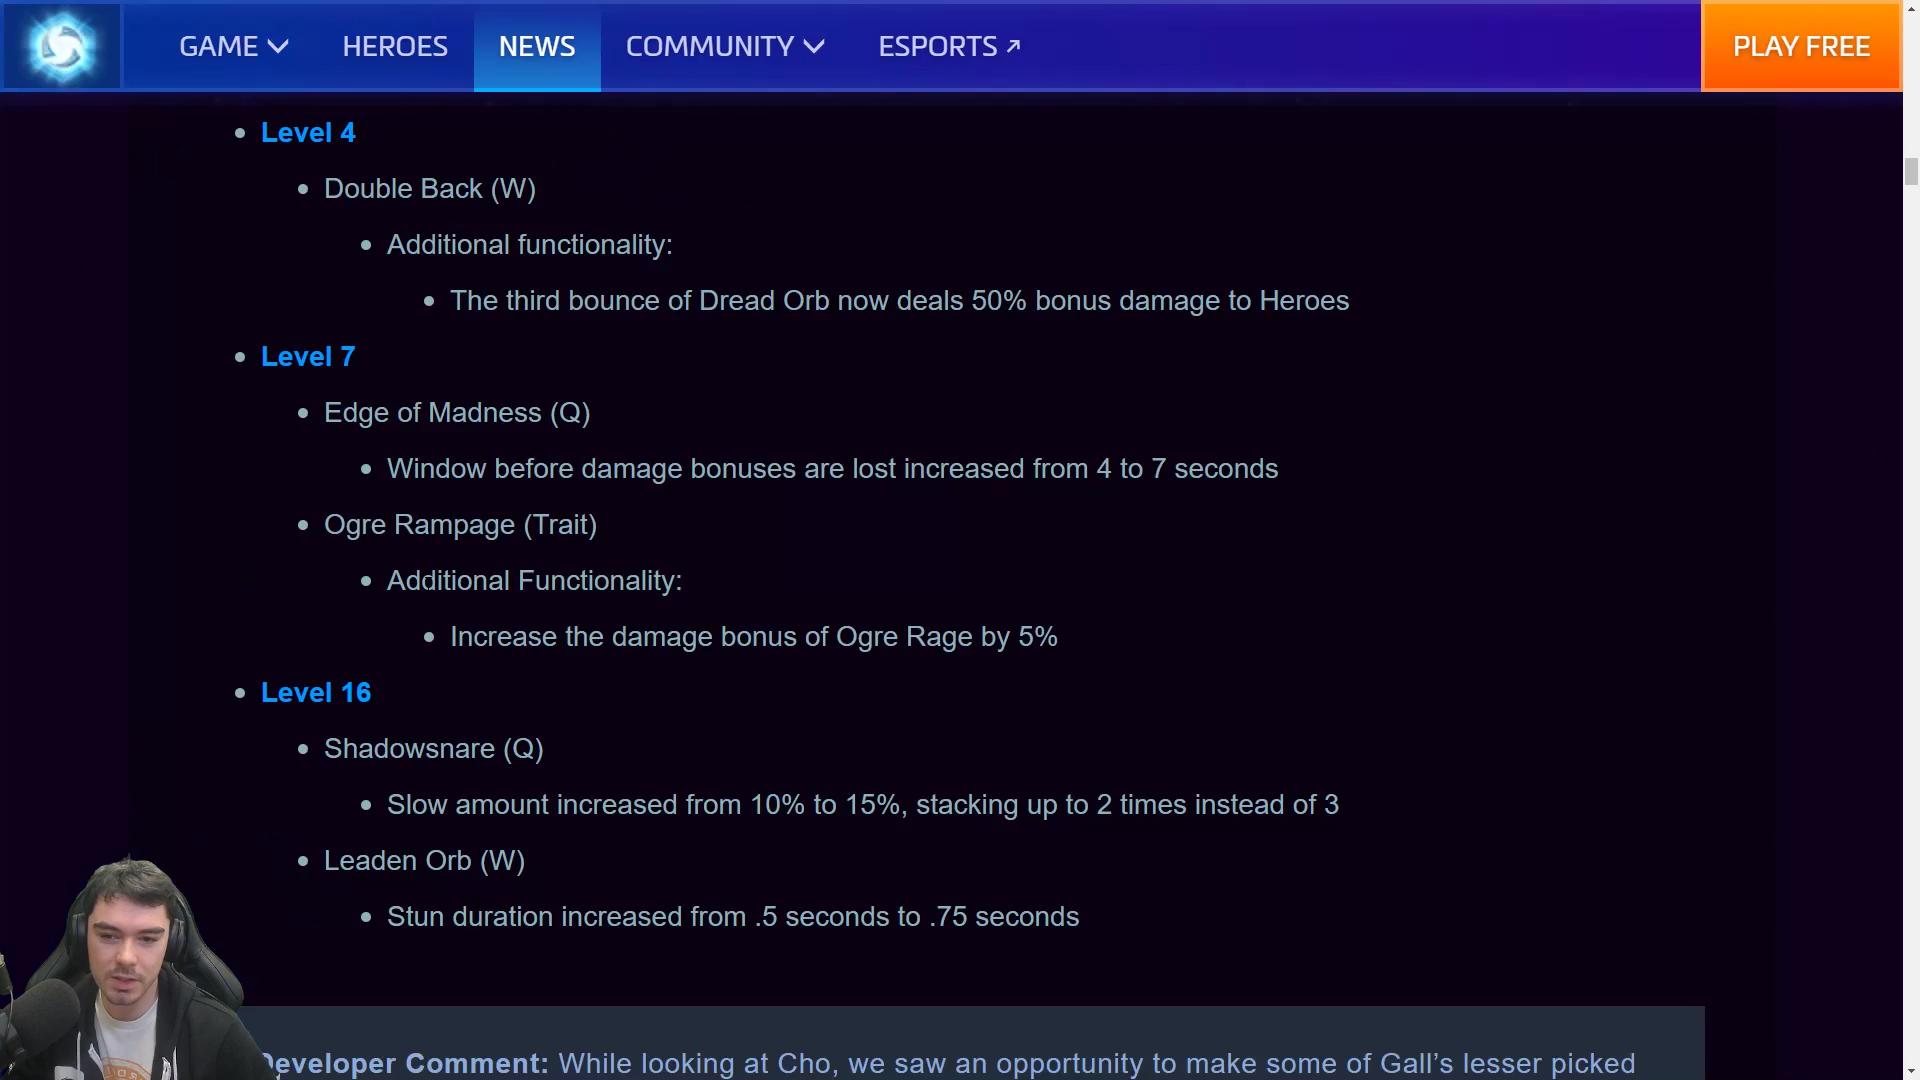 GAME HEROES NEWS COMMUNITY ESPORTS PLAY FREE
Level 4
Double Back (W)
Additional functionality:
The third bounce of Dread Orb now deals 50% bonus damage to Heroes
Level 7
Edge of Madness (Q)
Window before damage bonuses are lost increased from 4 to 7 seconds
Ogre Rampage (Trait)
Additional Functionality:
Increase the damage bonus of Ogre Rage by 5%
Level 16
Shadowsnare (Q)
Slow amount increased from 10% to 15%, stacking up to 2 times instead of 3
Leaden Orb (W)
Stun duration increased from .5 seconds to .75 seconds
Developer Comment: While looking at Cho, we saw an opportunity to make some of Gall’s lesser picked